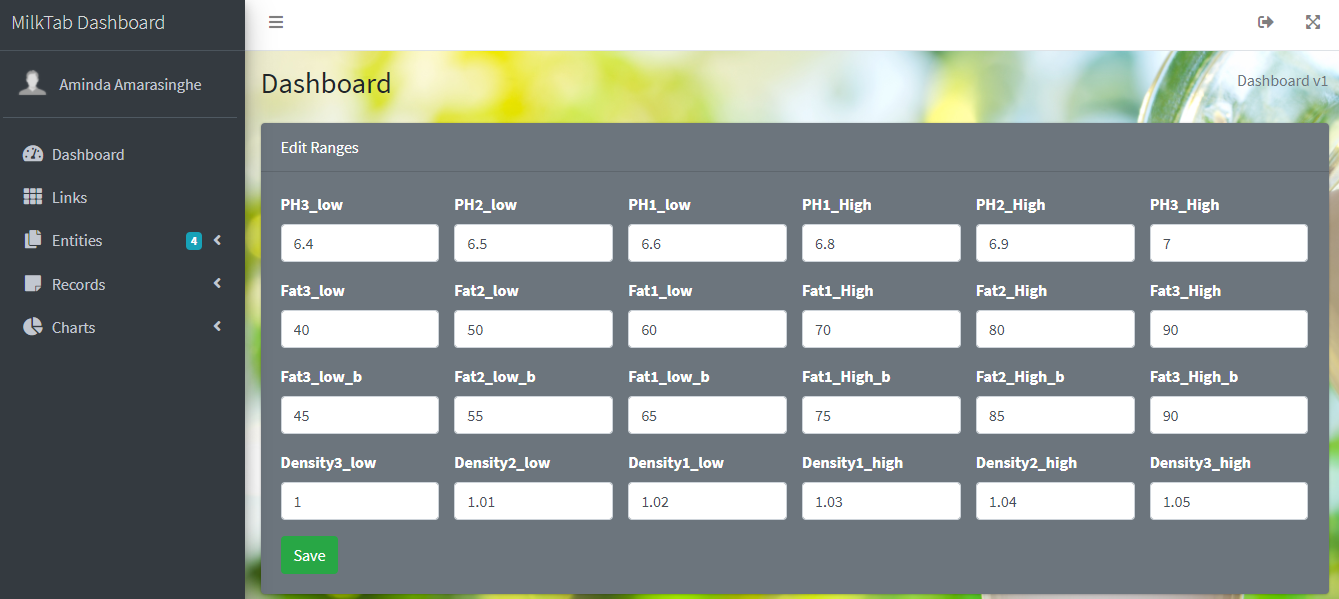 MilkTab Dashboard
Aminda Amarasinghe
Dashboard
Links
Entities 4
Records
Charts
Dashboard
Dashboard v1
Edit Ranges
PH3_low PH2_low PH1_low PH1_High PH2_High PH3_High
6.4 6.5 6.6 6.8 6.9 7
Fat3_low Fat2_low Fat1_low Fat1_High Fat2_High Fat3_High
40 50 60 70 80 90
Fat3_low_b Fat2_low_b Fat1_low_b Fat1_High_b Fat2_High_b Fat3_High_b
45 55 65 75 85 90
Density3_low Density2_low Density1_low Density1_high Density2_high Density3_high
1 1.01 1.02 1.03 1.04 1.05
Save